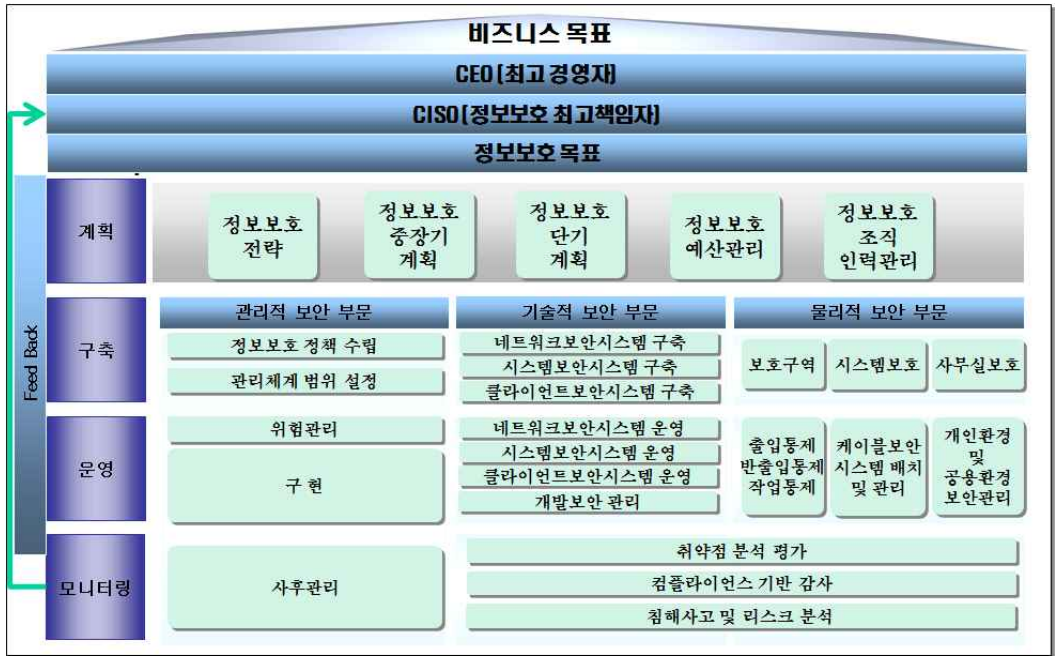 비즈니스 목표
CEO(최고 경영자)
CISO(정보보호 최고책임자)
정보보호 목표
Feed Back
계획
정보보호
전략
정보보호
중장기
계획
정보보호
단기
계획
정보보호
예산관리
정보보호
조직
인력관리
구축
관리적 보안 부문
정보보호 정책 수립
관리체계 범위 설정
기술적 보안 부문
네트워크보안시스템 구축
시스템보안시스템 구축
클라이언트보안시스템 구축
물리적 보안 부문
보호구역
시스템보호
사무실보호
운영
위험관리
구 현
네트워크보안시스템 운영
시스템보안시스템 운영
클라이언트보안시스템 운영
개발보안 관리
출입통제
반출입통제
작업통제
케이블보안
시스템 배치
및 관리
개인환경
및
공용환경
보안관리
모니터링
사후관리
취약점 분석 평가
컴플라이언스 기반 감사
침해사고 및 리스크 분석